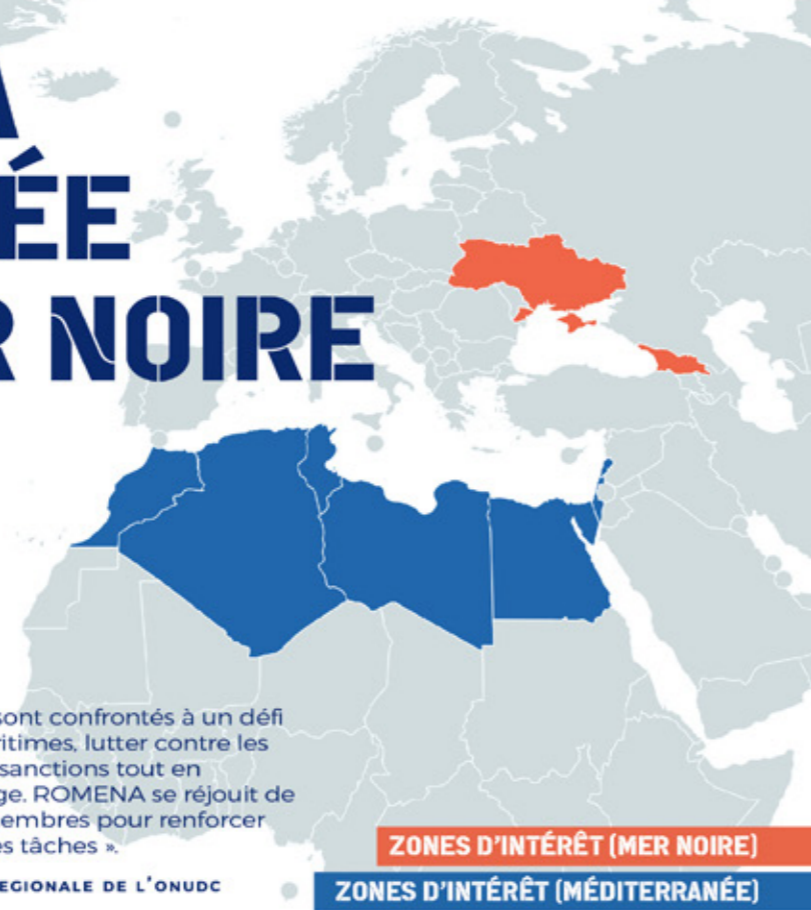 A
ÉE
R NOIRE
sont confrontés à un défi
ritimes, lutter contre les
sanctions tout en
ge. ROMENA se réjouit de
embres pour renforcer
es tâches ».
EGIONALE DE L'ONUDC
ZONES D'INTÉRÊT (MER NOIRE)
ZONES D'INTÉRÊT (MÉDITERRANÉE)